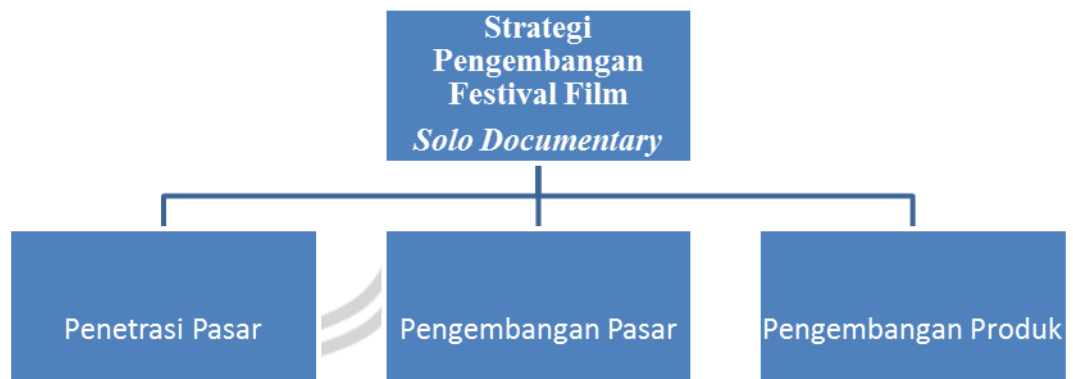 Strategi
Pengembangan
Festival Film
Solo Documentary
Penetrasi Pasar
Pengembangan Pasar
Pengembangan Produk